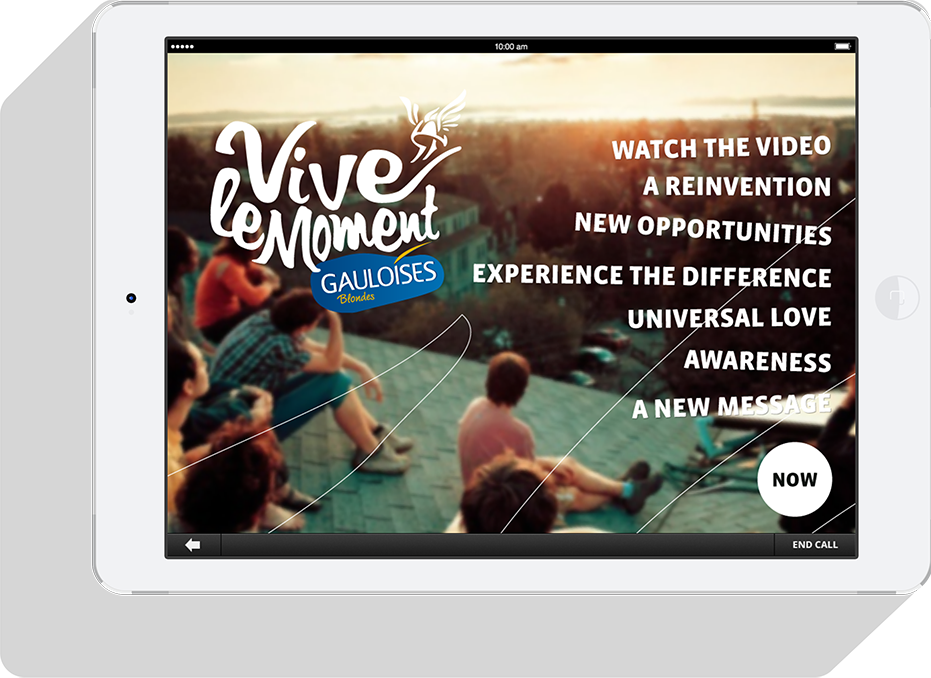 10:00 am
Vive
le Moment
GAULOISES
Blondes
WATCH THE VIDEO
A REINVENTION
NEW OPPORTUNITIES
EXPERIENCE THE DIFFERENCE
UNIVERSAL LOVE
AWARENESS
A NEW MESSAGE
NOW
END CALL